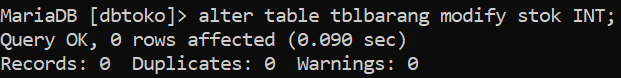 MariaDB [dbtoko]> alter table tblbarang modify stok INT;
Query OK, 0 rows affected (0.090 sec)
Records: 0  Duplicates: 0  Warnings: 0